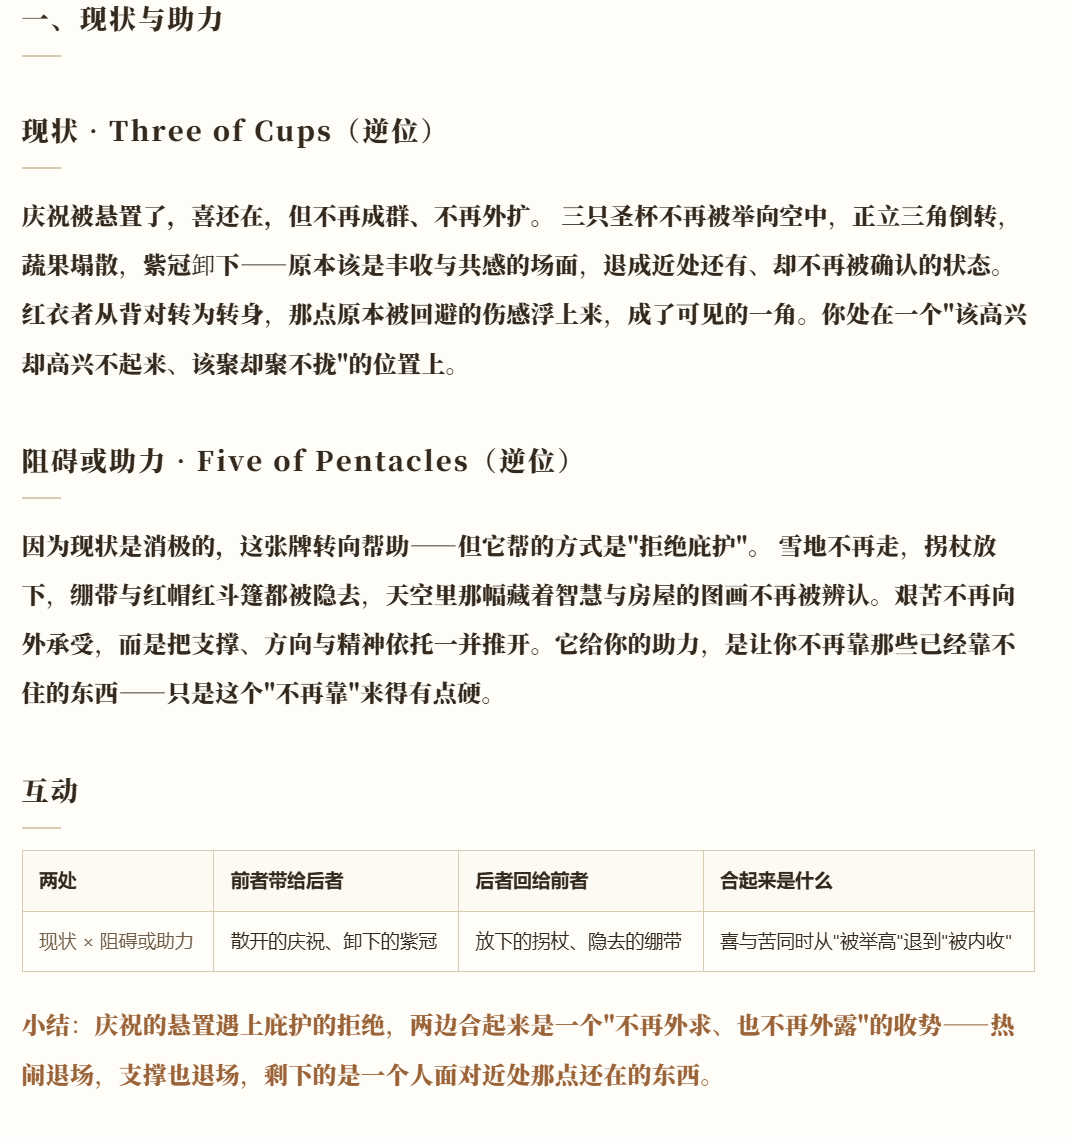 一、现状与助力
现状 · Three of Cups（逆位）
庆祝被悬置了，喜还在，但不再成群、不再外扩。 三只圣杯不再被举向空中，正立三角倒转，
蔬果塌散，紫冠卸下——原本该是丰收与共感的场面，退成近处还有、却不再被确认的状态。
红衣者从背对转为转身，那点原本被回避的伤感浮上来，成了可见的一角。你处在一个"该高兴
却高兴不起来、该聚却聚不拢"的位置上。
阻碍或助力 · Five of Pentacles（逆位）
因为现状是消极的，这张牌转向帮助——但它帮的方式是"拒绝庇护"。 雪地不再走，拐杖放
下，绷带与红帽红斗篷都被隐去，天空里那幅藏着智慧与房屋的图画不再被辨认。艰苦不再向
外承受，而是把支撑、方向与精神依托一并推开。它给你的助力，是让你不再靠那些已经靠不
住的东西——只是这个"不再靠"来得有点硬。
互动
两处 前者带给后者 后者回给前者 合起来是什么
现状 × 阻碍或助力 散开的庆祝、卸下的紫冠 放下的拐杖、隐去的绷带 喜与苦同时从"被举高"退到"被内收"
小结：庆祝的悬置遇上庇护的拒绝，两边合起来是一个"不再外求、也不再外露"的收势——热
闹退场，支撑也退场，剩下的是一个人面对近处那点还在的东西。